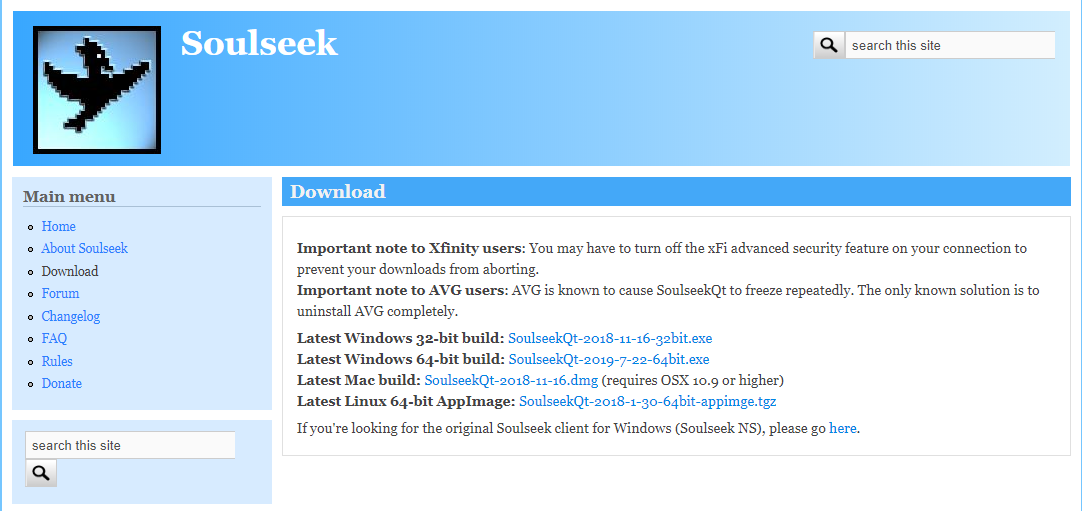 Soulseek
search this site
Main menu
Home
About Soulseek
Download
Forum
Changelog
FAQ
Rules
Donate
search this site
Download
Important note to Xfinity users: You may have to turn off the xFi advanced security feature on your connection to
prevent your downloads from aborting.
Important note to AVG users: AVG is known to cause SoulseekQt to freeze repeatedly. The only known solution is to
uninstall AVG completely.
Latest Windows 32-bit build: SoulseekQt-2018-11-16-32bit.exe
Latest Windows 64-bit build: SoulseekQt-2019-7-22-64bit.exe
Latest Mac build: SoulseekQt-2018-11-16.dmg (requires OSX 10.9 or higher)
Latest Linux 64-bit AppImage: SoulseekQt-2018-1-30-64bit-appimge.tgz
If you're looking for the original Soulseek client for Windows (Soulseek NS), please go here.